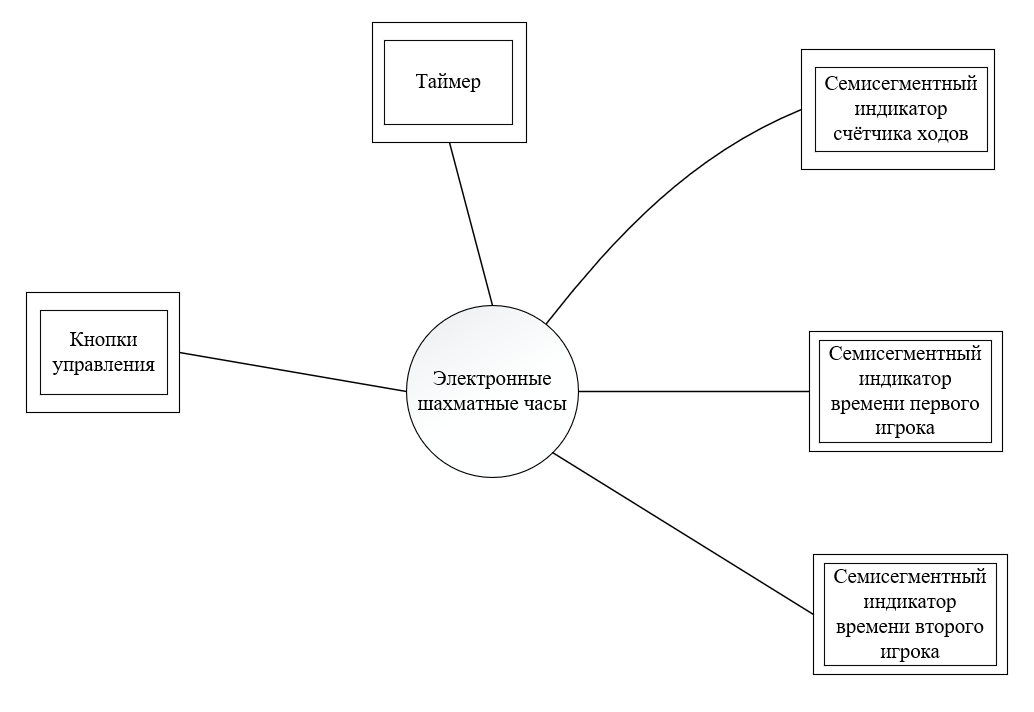 Таймер
Семисегментный
индикатор
счётчика ходов
Кнопки
управления
Электронные
шахматные часы
Семисегментный
индикатор
времени первого
игрока
Семисегментный
индикатор
времени второго
игрока